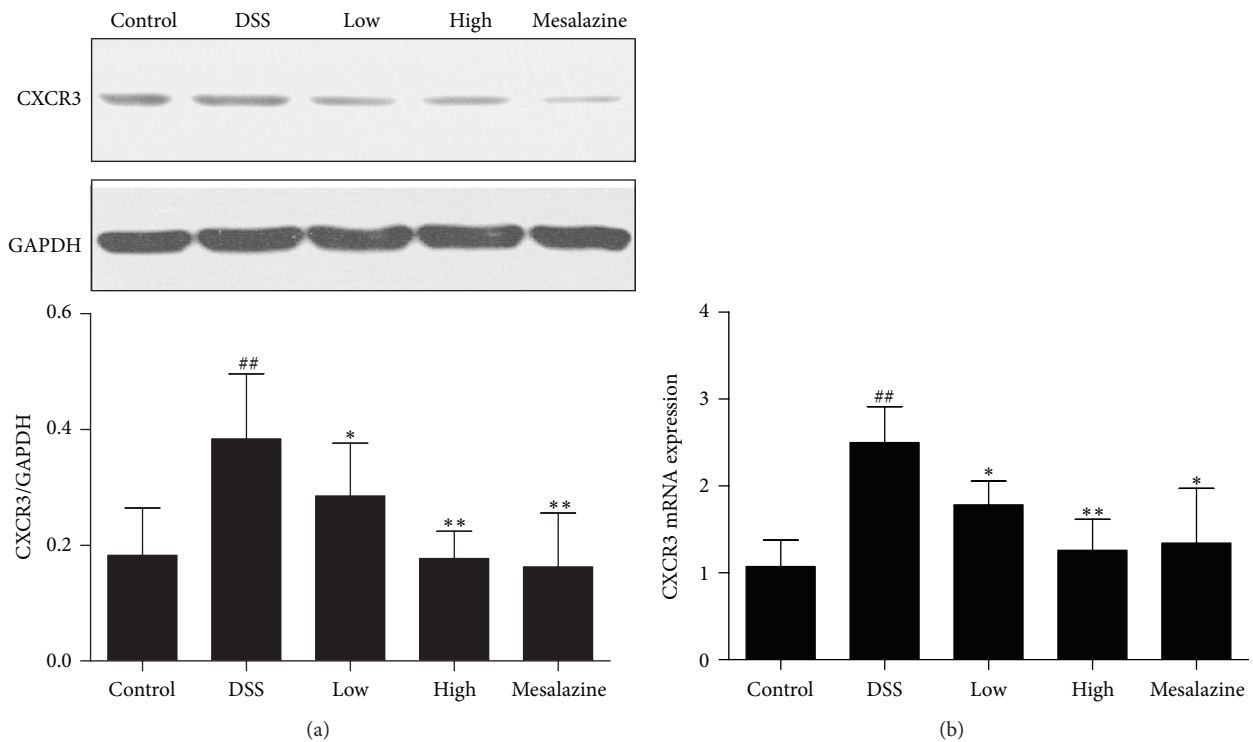 Control DSS Low High Mesalazine
CXCR3
GAPDH
0.6
0.4
0.2
0.0
CXCR3/GAPDH
##
*
**
**
Control DSS Low High Mesalazine
(a)
4
3
2
1
0
CXCR3 mRNA expression
##
*
**
*
Control DSS Low High Mesalazine
(b)